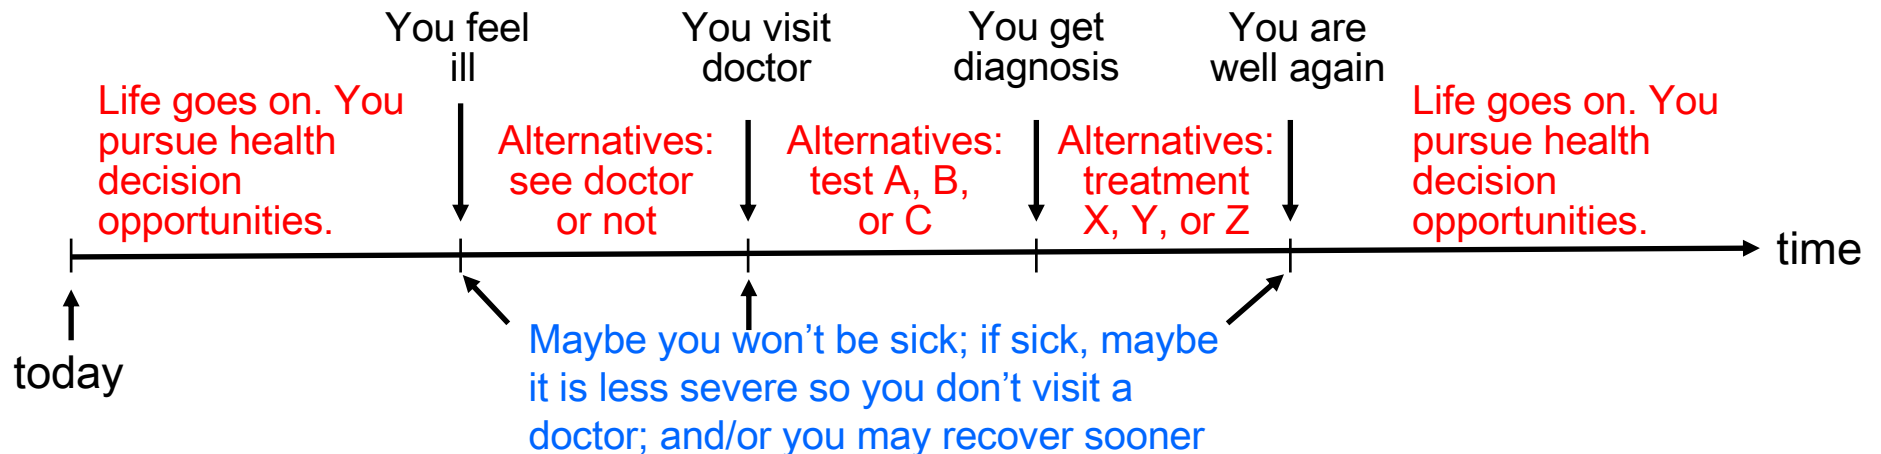 You feel
ill
You visit
doctor
You get
diagnosis
You are
well again
Life goes on. You
pursue health
decision
opportunities.
Alternatives:
see doctor
or not
Alternatives:
test A, B,
or C
Alternatives:
treatment
X, Y, or Z
Life goes on. You
pursue health
decision
opportunities.
time
today
Maybe you won’t be sick; if sick, maybe
it is less severe so you don’t visit a
doctor; and/or you may recover sooner